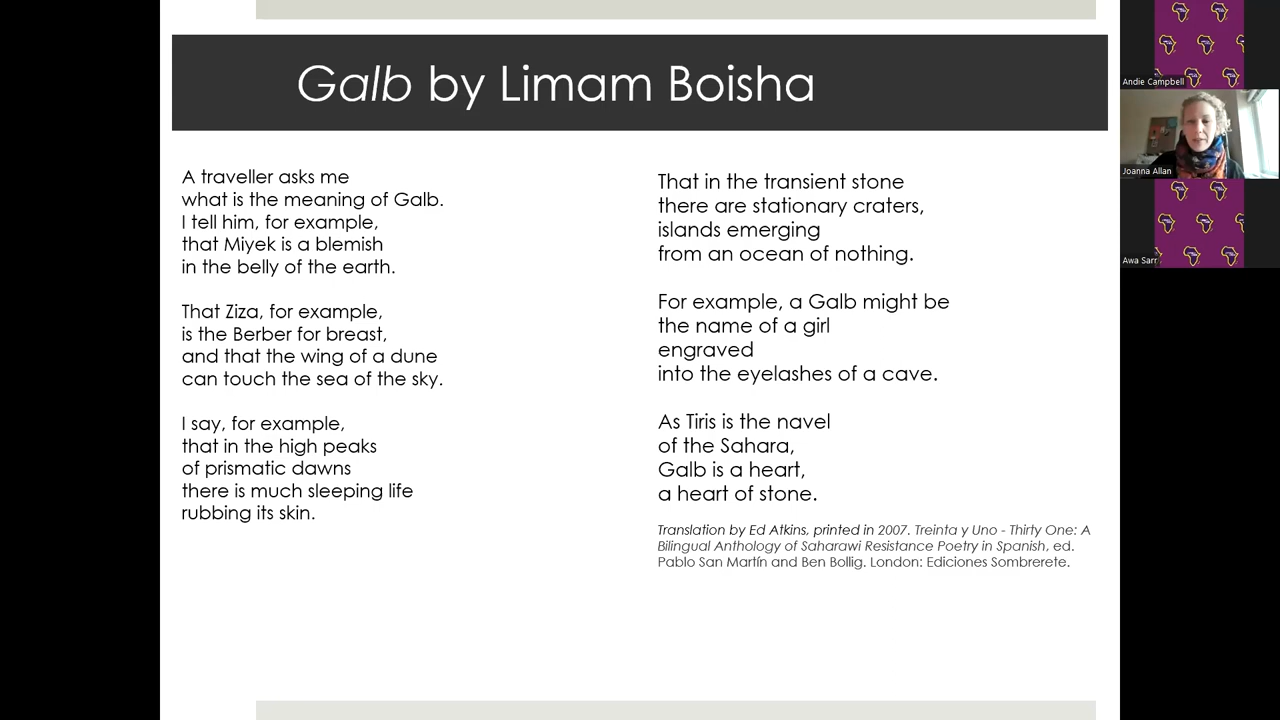 Galb by Limam Boisha
A traveller asks me
what is the meaning of Galb.
I tell him, for example,
that Miyek is a blemish
in the belly of the earth.
That Ziza, for example,
is the Berber for breast,
and that the wing of a dune
can touch the sea of the sky.
I say, for example,
that in the high peaks
of prismatic dawns
there is much sleeping life
rubbing its skin.
That in the transient stone
there are stationary craters,
islands emerging
from an ocean of nothing.
For example, a Galb might be
the name of a girl
engraved
into the eyelashes of a cave.
As Tiris is the navel
of the Sahara,
Galb is a heart,
a heart of stone.
Translation by Ed Atkins, printed in 2007. Treinta y Uno - Thirty One: A
Bilingual Anthology of Saharawi Resistance Poetry in Spanish, ed.
Pablo San Martín and Ben Bollig. London: Ediciones Sombrerete.
Andie Campbell
Joanna Allan
Awa Sarr